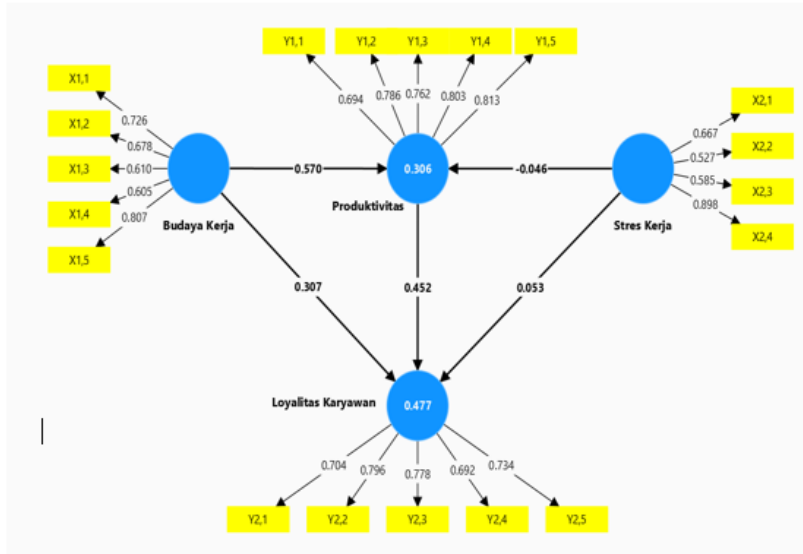 Y1,1 Y1,2 Y1,3 Y1,4 Y1,5
0.694 0.786 0.762 0.803 0.813
X1,1
X1,2
X1,3
X1,4
X1,5
0.726
0.678
0.610
0.605
0.807
Budaya Kerja
0.570
0.306
Produktivitas
-0.046
Stres Kerja
0.667
0.527
0.585
0.898
X2,1
X2,2
X2,3
X2,4
0.307 0.452 0.053
Loyalitas Karyawan
0.477
0.704 0.796 0.778 0.692 0.734
Y2,1 Y2,2 Y2,3 Y2,4 Y2,5